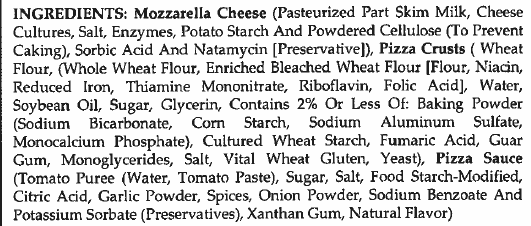 INGREDIENTS: Mozzarella Cheese (Pasteurized Part Skim Milk, Cheese
Cultures, Salt, Enzymes, Potato Starch And Powdered Cellulose (To Prevent
Caking), Sorbic Acid And Natamycin [Preservative]), Pizza Crusts ( Wheat
Flour, (Whole Wheat Flour, Enriched Bleached Wheat Flour [Flour, Niacin,
Reduced Iron, Thiamine Mononitrate, Riboflavin, Folic Acid], Water,
Soybean Oil, Sugar, Glycerin, Contains 2% Or Less Of: Baking Powder
(Sodium Bicarbonate, Corn Starch, Sodium Aluminum Sulfate,
Monocalcium Phosphate), Cultured Wheat Starch, Fumaric Acid, Guar
Gum, Monoglycerides, Salt, Vital Wheat Gluten, Yeast), Pizza Sauce
(Tomato Puree (Water, Tomato Paste), Sugar, Salt, Food Starch-Modified,
Citric Acid, Garlic Powder, Spices, Onion Powder, Sodium Benzoate And
Potassium Sorbate (Preservatives), Xanthan Gum, Natural Flavor)